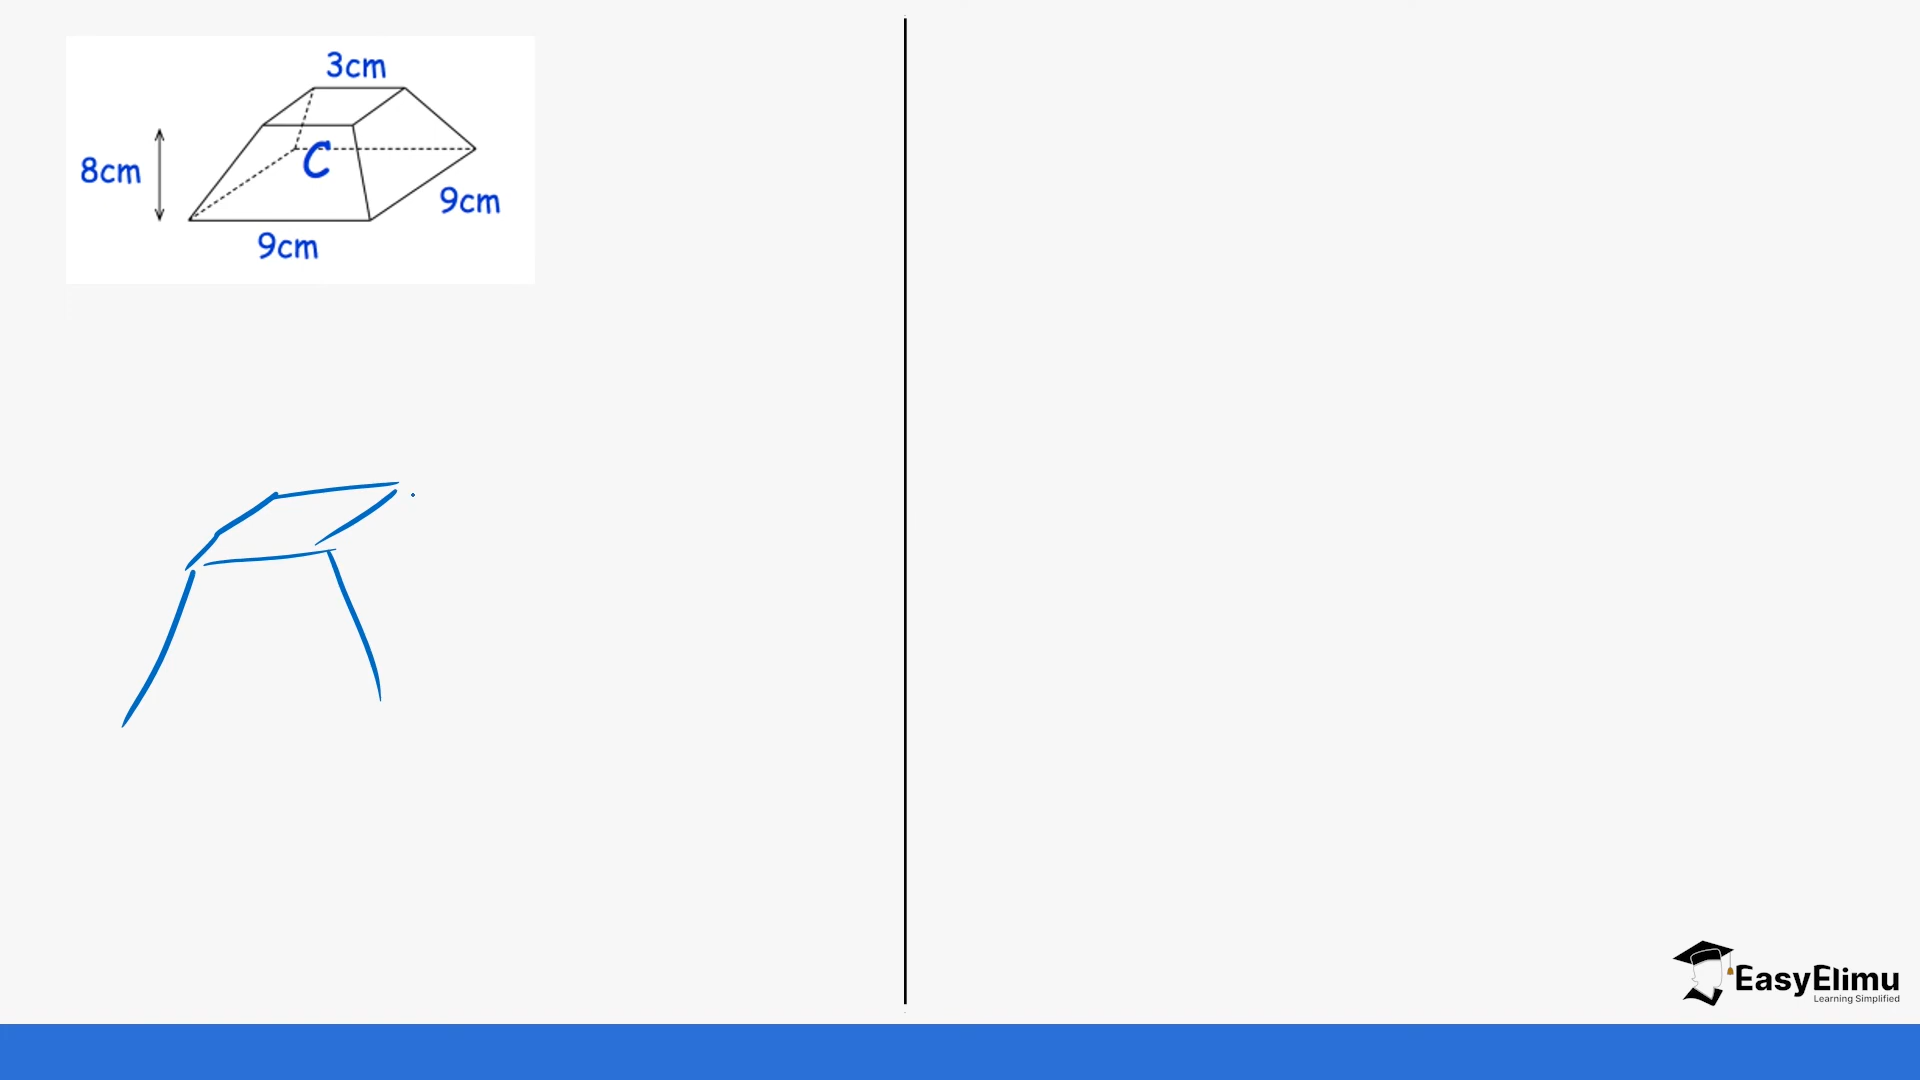 3cm
8cm
C
9cm
9cm
EasyElimu
Learning Simplified